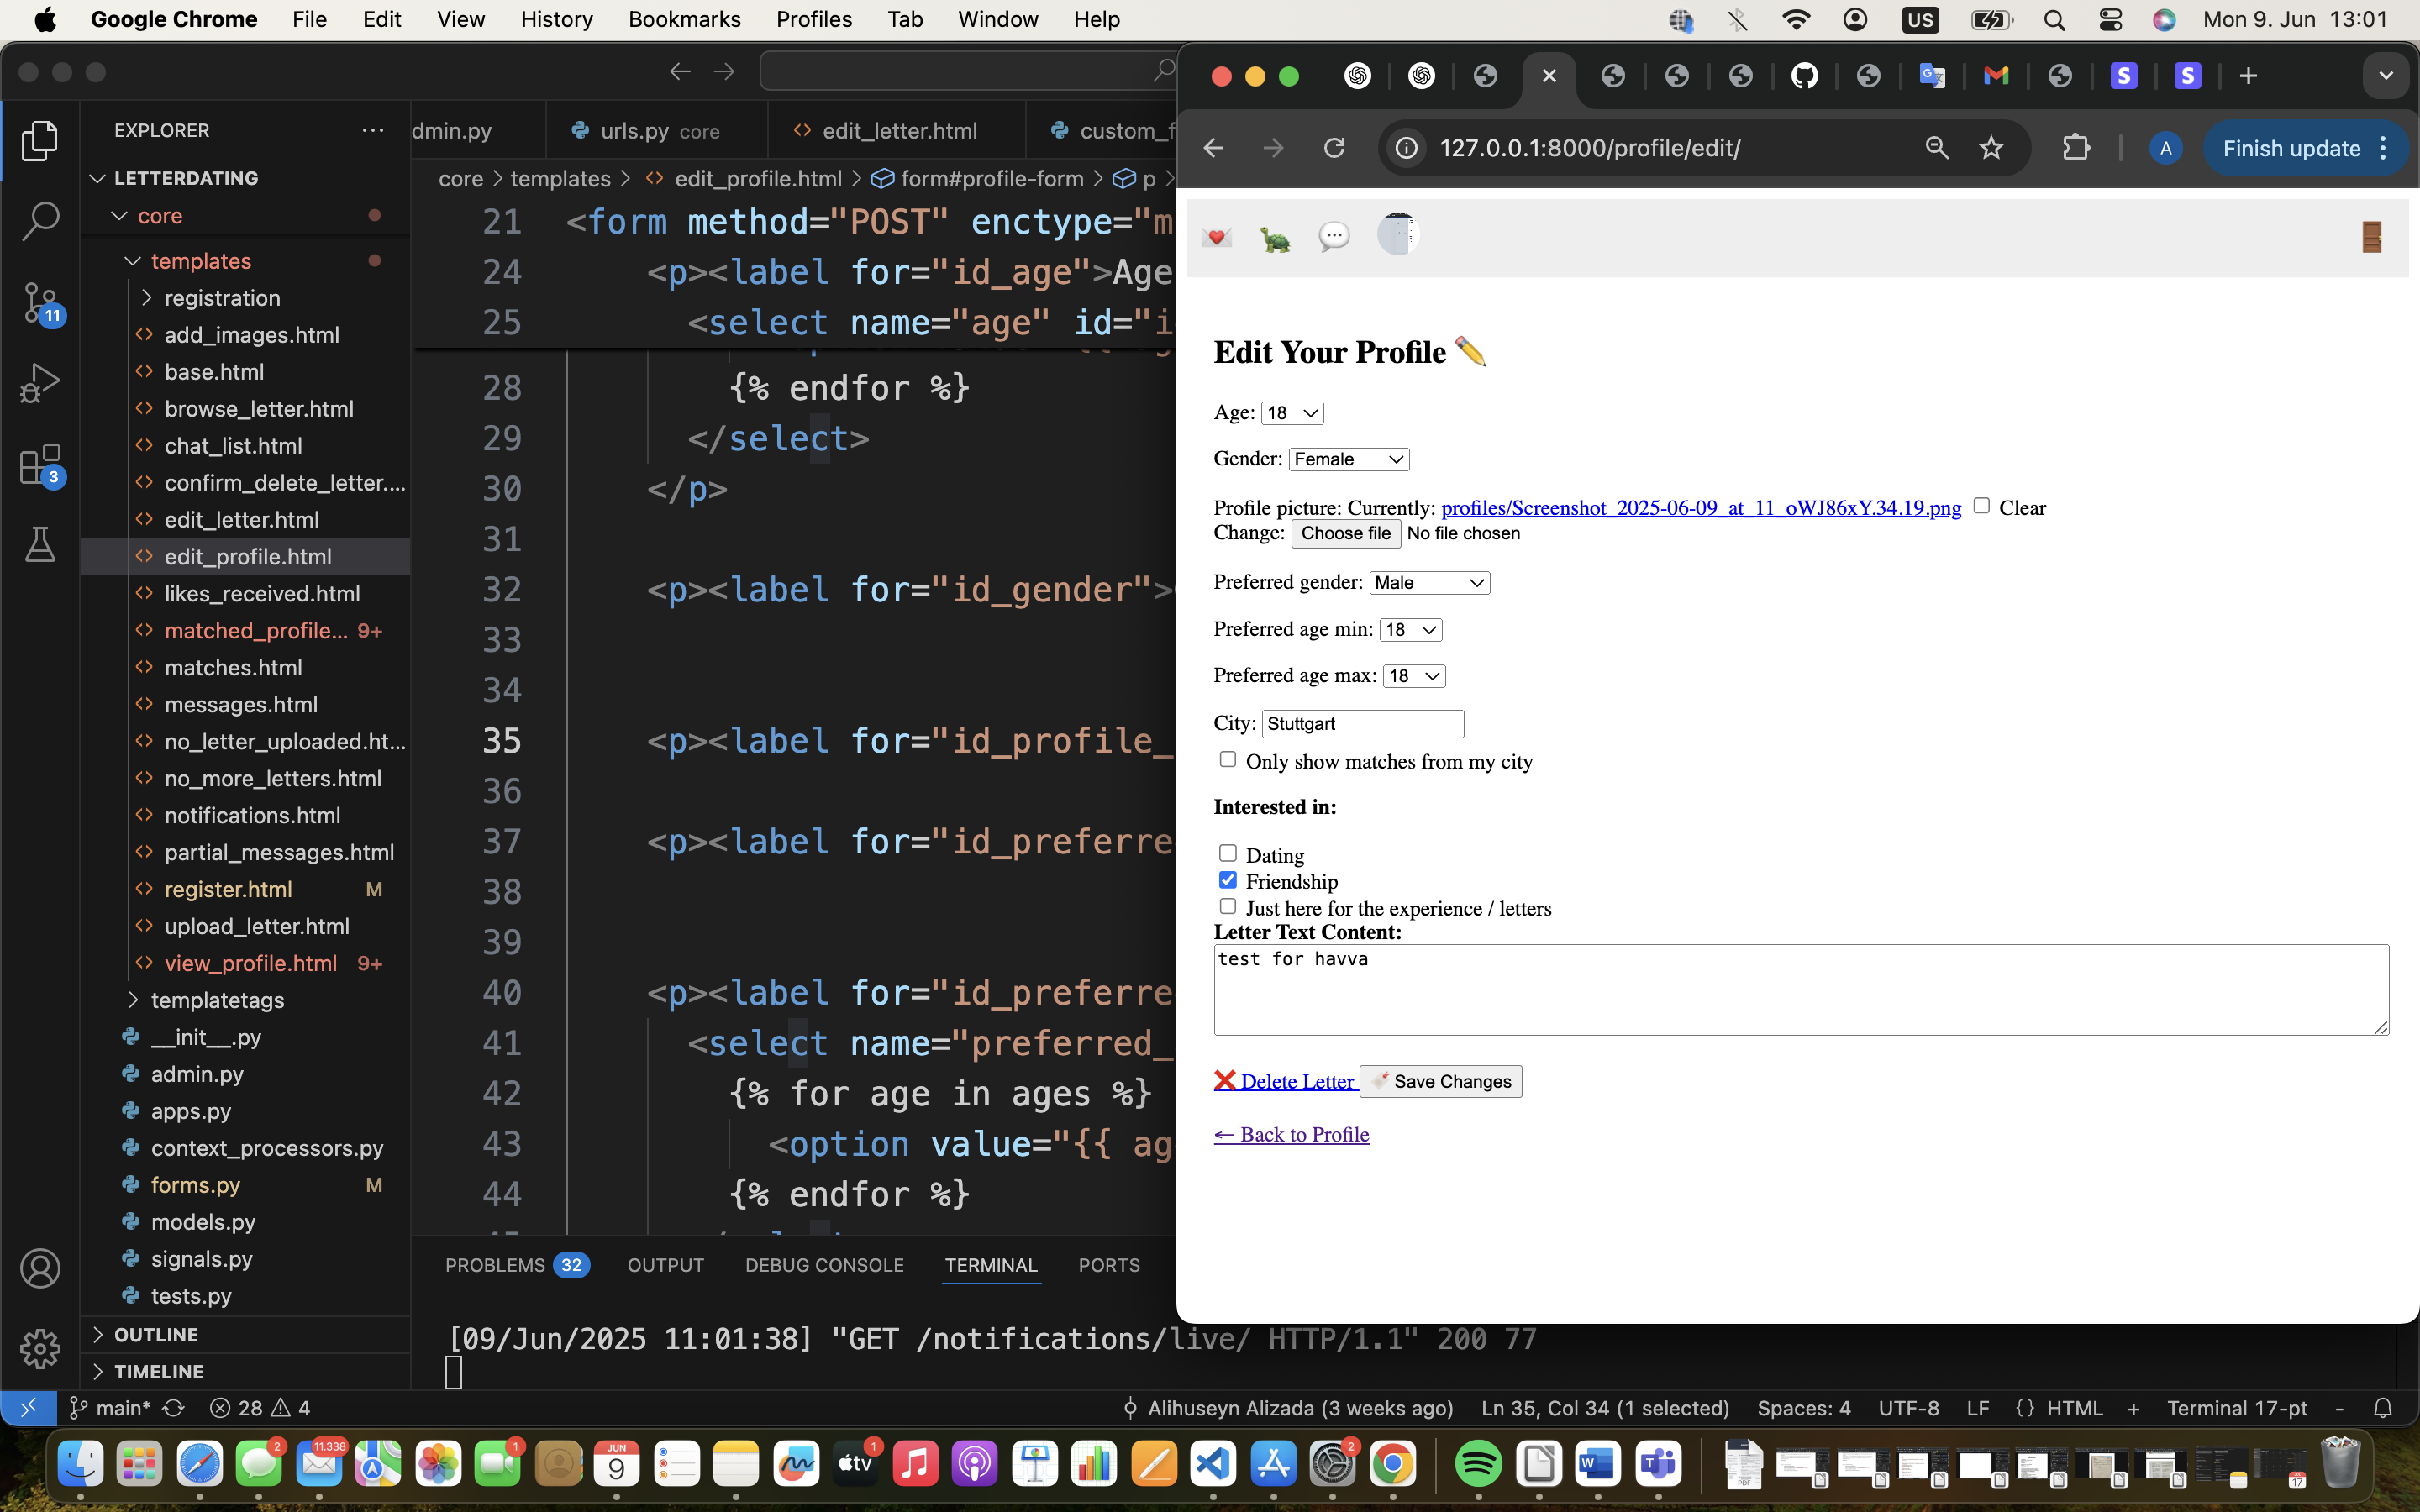 Google Chrome File Edit View History Bookmarks Profiles Tab Window Help US Mon 9. Jun 13:01
EXPLORER
LETTERDATING
core
templates
registration
add_images.html
base.html
browse_letter.html
chat_list.html
confirm_delete_letter....
edit_letter.html
edit_profile.html
likes_received.html
matched_profile... 9+
matches.html
messages.html
no_letter_uploaded.ht...
no_more_letters.html
notifications.html
partial_messages.html
register.html M
upload_letter.html
view_profile.html 9+
templatetags
__init__.py
admin.py
apps.py
context_processors.py
forms.py M
models.py
signals.py
tests.py
OUTLINE
TIMELINE
11
3
dmin.py urls.py core edit_letter.html custom_f
core > templates > edit_profile.html > form#profile-form > p >
21 <form method="POST" enctype="m
24 <p><label for="id_age">Age
25 <select name="age" id="i
28 {% endfor %}
29 </select>
30 </p>
31
32 <p><label for="id_gender">
33
34
35 <p><label for="id_profile_
36
37 <p><label for="id_preferre
38
39
40 <p><label for="id_preferre
41 <select name="preferred_
42 {% for age in ages %}
43 <option value="{{ ag
44 {% endfor %}
PROBLEMS 32 OUTPUT DEBUG CONSOLE TERMINAL PORTS
[09/Jun/2025 11:01:38] "GET /notifications/live/ HTTP/1.1" 200 77
main* 28 4 Alihuseyn Alizada (3 weeks ago) Ln 35, Col 34 (1 selected) Spaces: 4 UTF-8 LF {} HTML + Terminal 17-pt -
127.0.0.1:8000/profile/edit/ A Finish update
Edit Your Profile ✏️
Age: 18
Gender: Female
Profile picture: Currently: profiles/Screenshot_2025-06-09_at_11_oWJ86xY.34.19.png Clear
Change: Choose file No file chosen
Preferred gender: Male
Preferred age min: 18
Preferred age max: 18
City: Stuttgart
Only show matches from my city
Interested in:
Dating
Friendship
Just here for the experience / letters
Letter Text Content:
test for havva
❌ Delete Letter Save Changes
← Back to Profile
2 11.338 1 JUN 9 tv 1 2 W T PDF 17